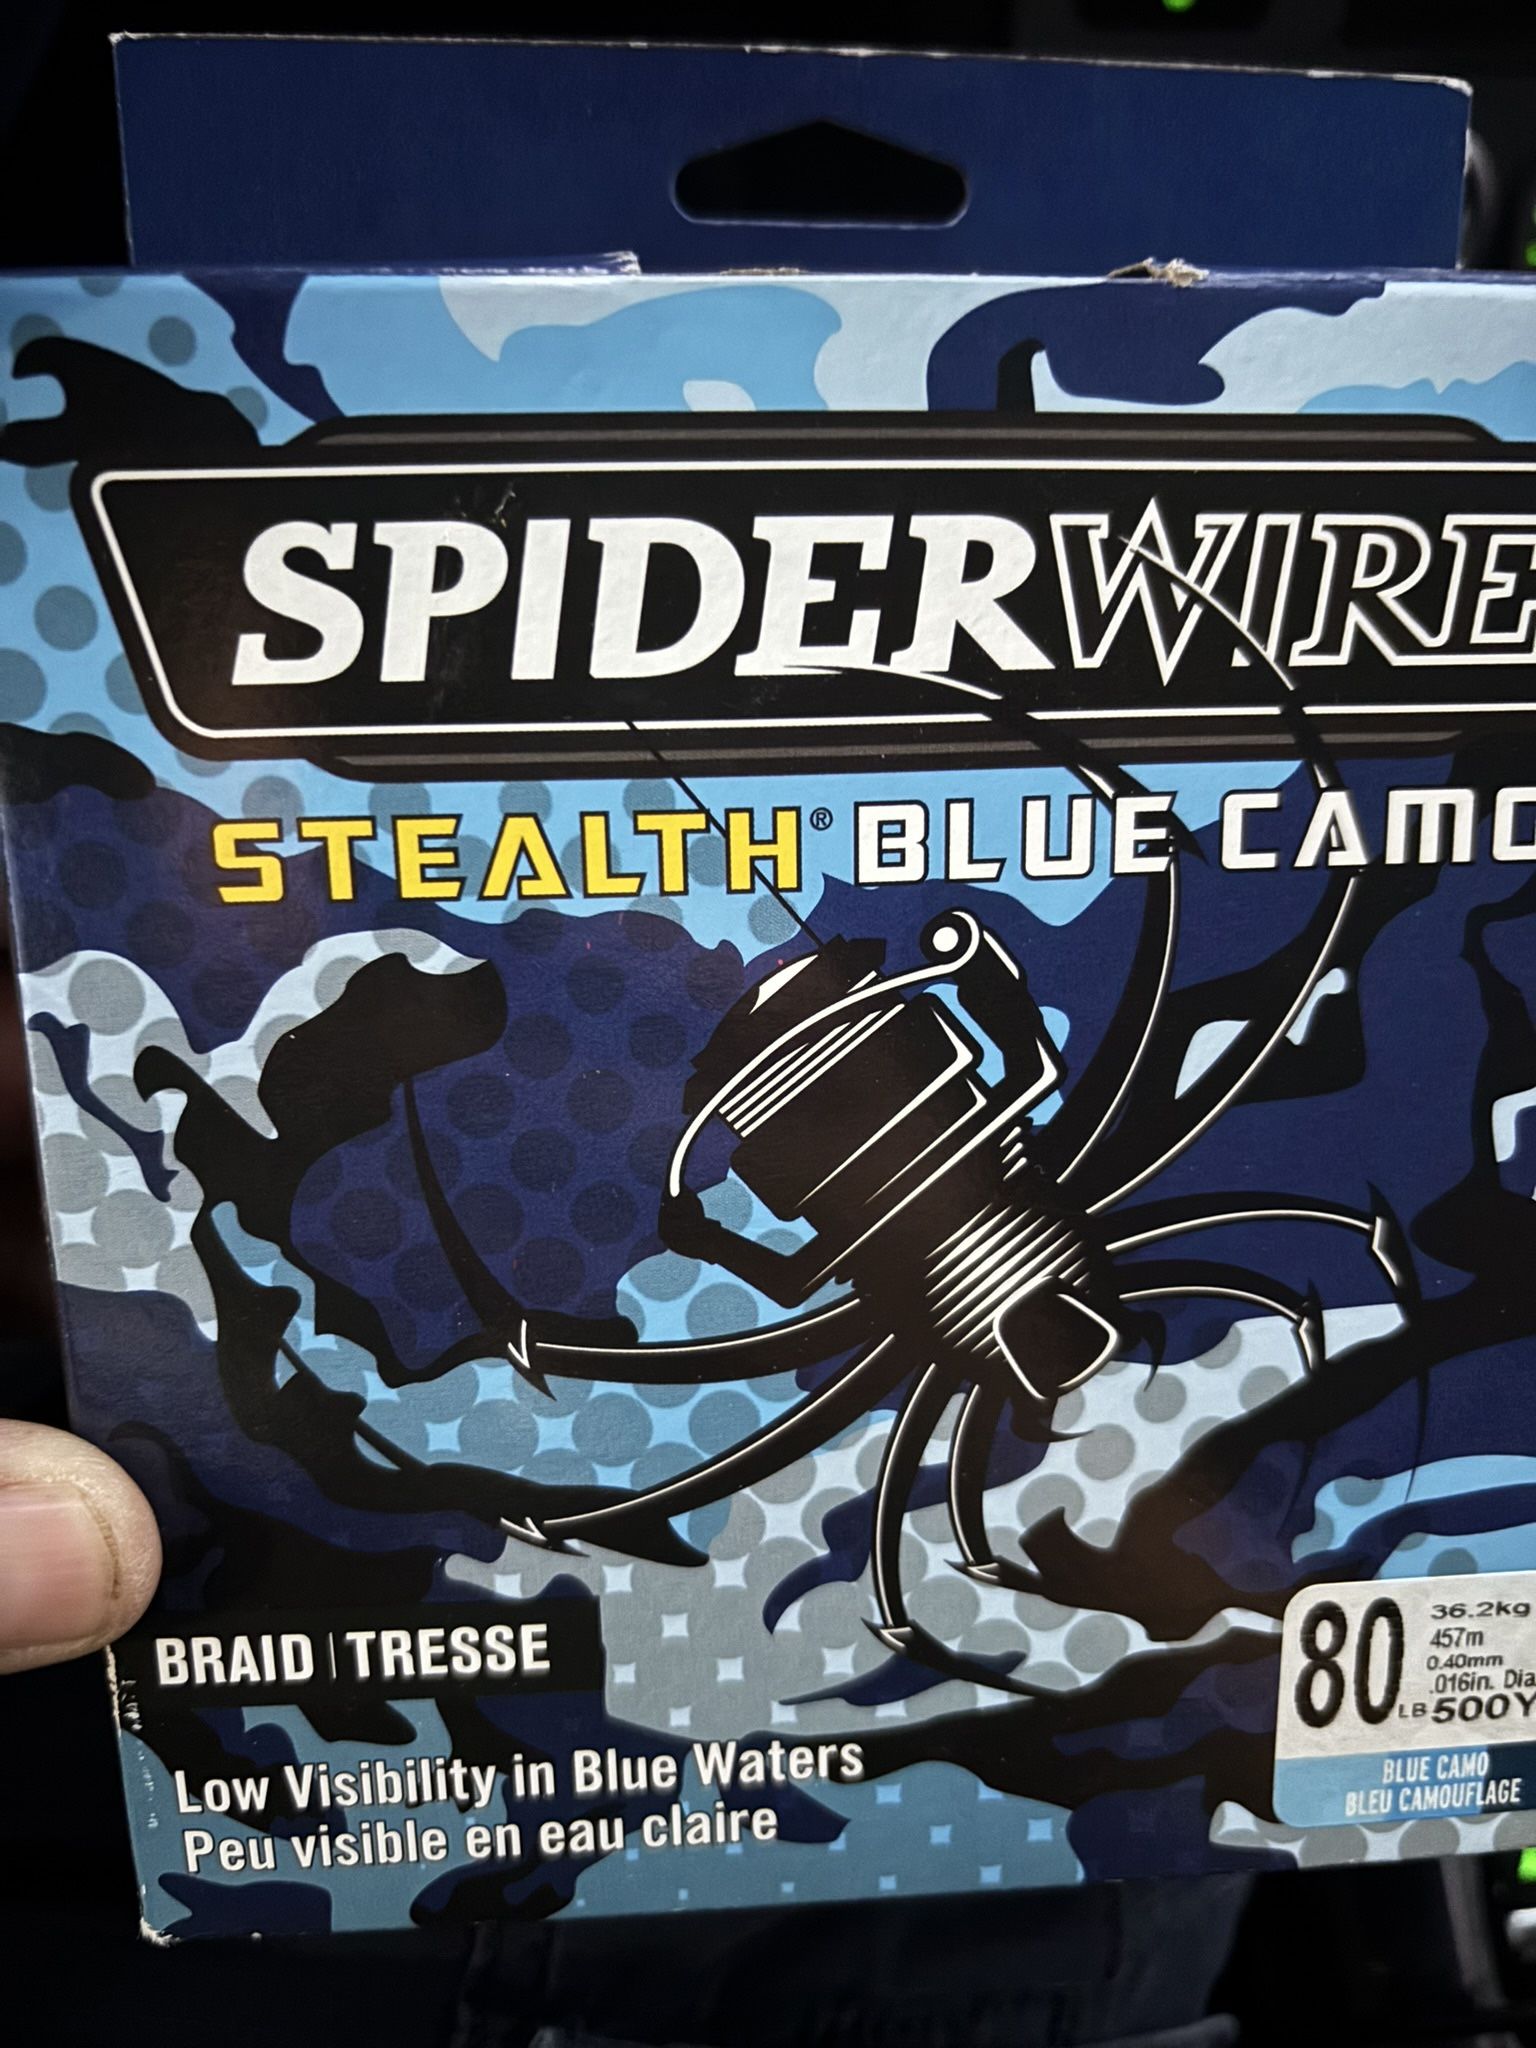 SPIDERWIRE
STEALTH® BLUE CAMO
BRAID | TRESSE
Low Visibility in Blue Waters
Peu visible en eau claire
80 LB
36.2kg
457m
0.40mm
.016in. Dia
500Y
BLUE CAMO
BLEU CAMOUFLAGE